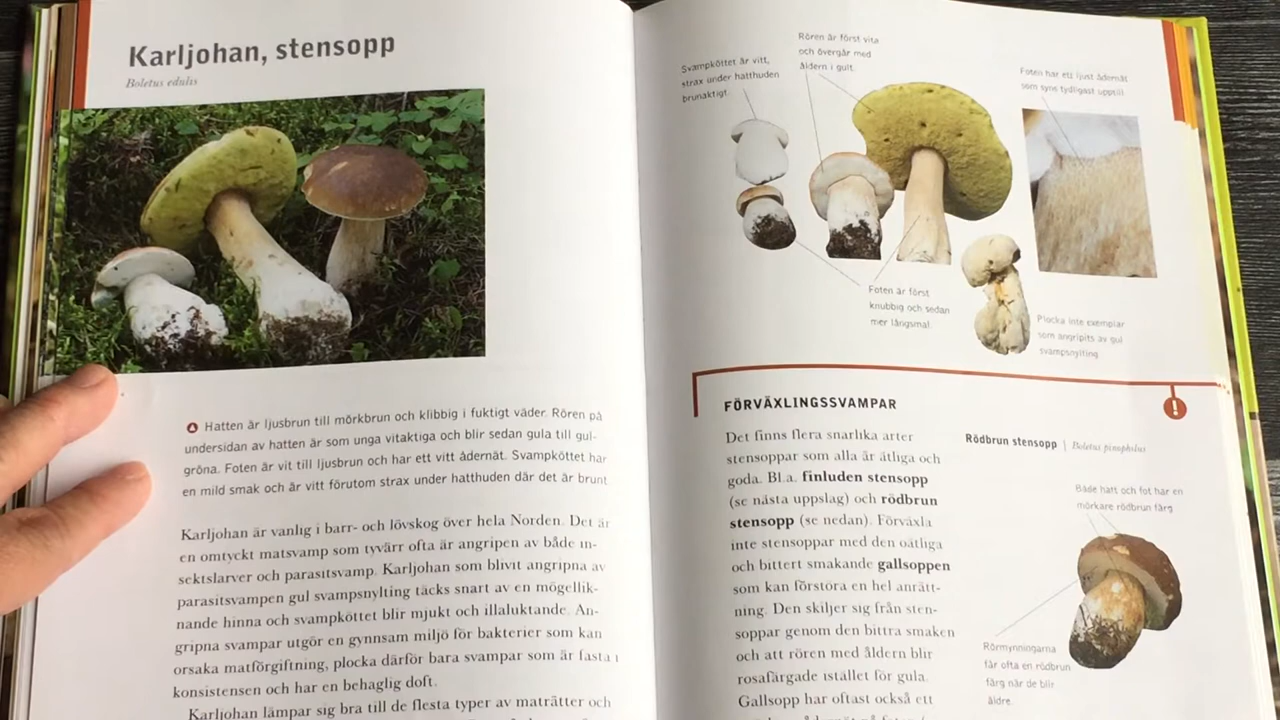 Karljohan, stensopp
Boletus edulis
Hatten är ljusbrun till mörkbrun och klibbig i fuktigt väder. Rören på
undersidan av hatten är som unga vitaktiga och blir sedan gula till gul-
gröna. Foten är vit till ljusbrun och har ett vitt ådernät. Svampköttet har
en mild smak och är vitt förutom strax under hatthuden där det är brunt
Karljohan är vanlig i barr- och lövskog över hela Norden. Det är
en omtyckt matsvamp som tyvärr ofta är angripen av både in-
sektslarver och parasitsvamp. Karljohan som blivit angripna av
parasitsvampen gul svampsnylting täcks snart av en mögellik-
nande hinna och svampköttet blir mjukt och illaluktande. An-
gripna svampar utgör en gynnsam miljö för bakterier som kan
orsaka matförgiftning, plocka därför bara svampar som är fasta i
konsistensen och har en behaglig doft.
Karljohan lämpar sig bra till de flesta typer av maträtter och
Svampköttet är vitt,
strax under hatthuden
brunaktigt.
Rören är först vita
och övergår med
åldern i gult.
Foten har ett ljust ådernät
som syns tydligast upptill.
Foten är först
knubbig och sedan
mer långsmal.
Plocka inte exemplar
som angripits av gul
svampsnylting.
FÖRVÄXLINGSSVAMPAR
Det finns flera snarlika arter
stensoppar som alla är ätliga och
goda. Bl.a. finluden stensopp
(se nästa uppslag) och rödbrun
stensopp (se nedan). Förväxla
inte stensoppar med den oätliga
och bittert smakande gallsoppen
som kan förstöra en hel anrätt-
ning. Den skiljer sig från sten-
soppar genom den bittra smaken
och att rören med åldern blir
rosafärgade istället för gula.
Gallsopp har oftast också ett
Rödbrun stensopp | Boletus pinophilus
Både hatt och fot har en
mörkare rödbrun färg
Rörmynningarna
får ofta en rödbrun
färg när de blir
äldre.